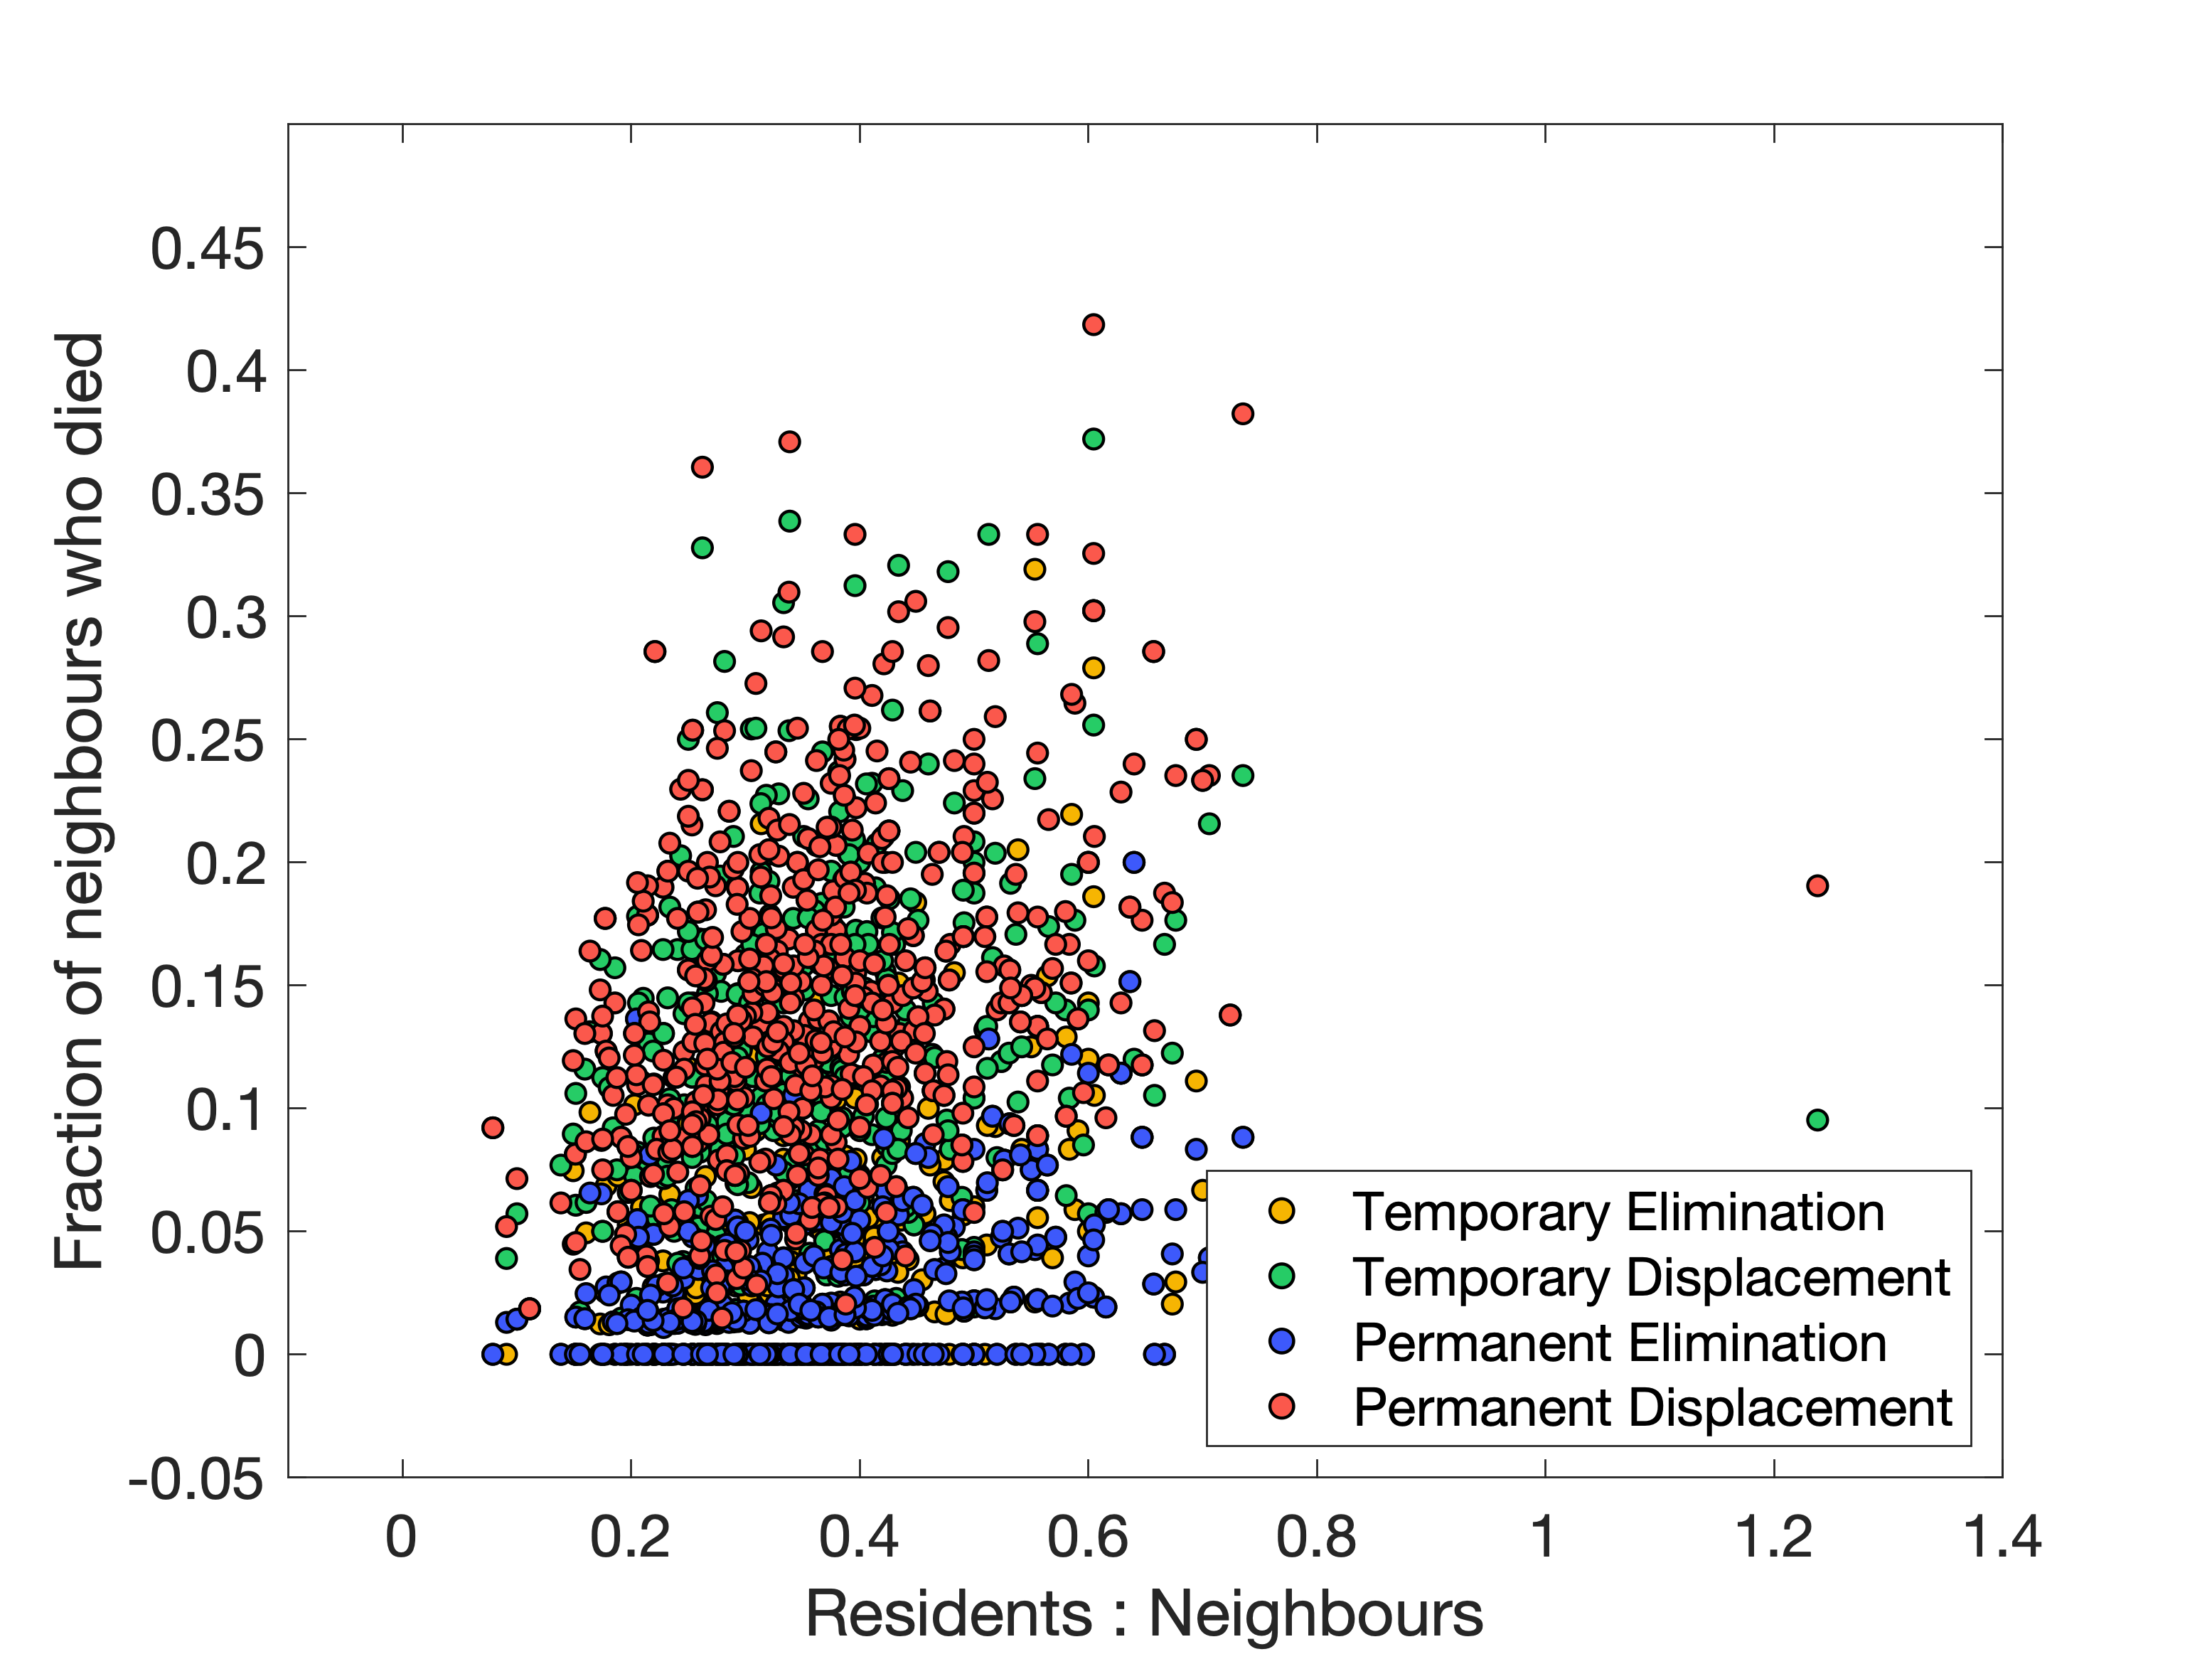 0.45
0.4
0.35
0.3
0.25
0.2
0.15
0.1
0.05
0
-0.05
Fraction of neighbours who died
Temporary Elimination
Temporary Displacement
Permanent Elimination
Permanent Displacement
0 0.2 0.4 0.6 0.8 1 1.2 1.4
Residents : Neighbours